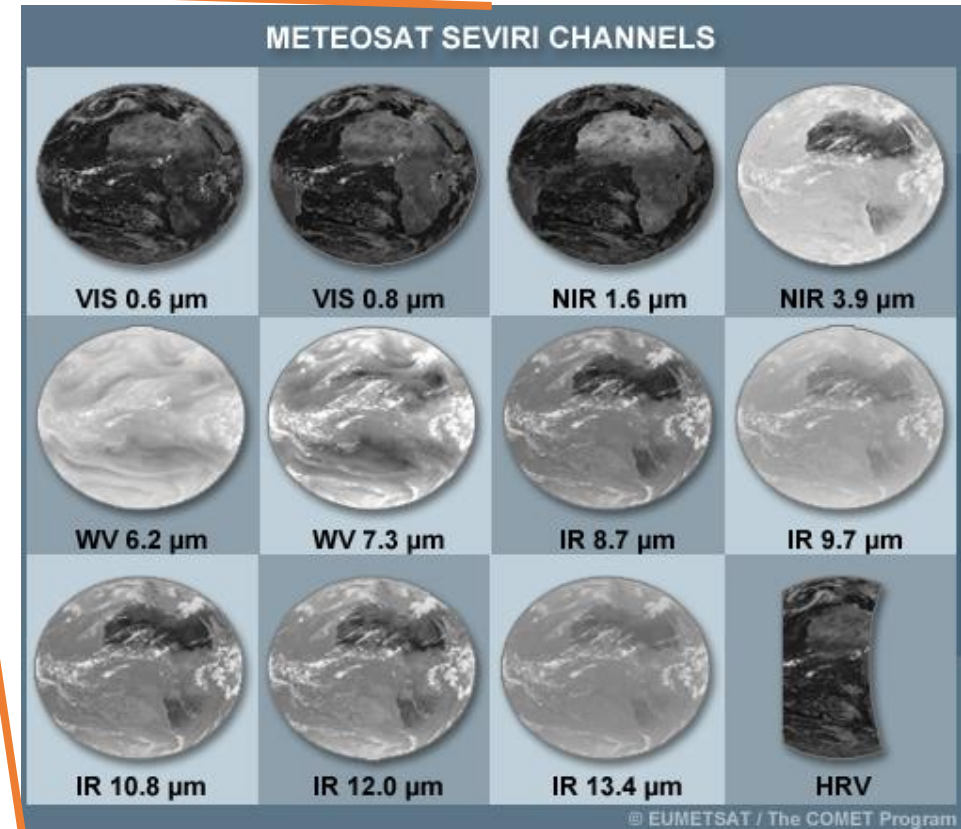 METEOSAT SEVIRI CHANNELS
VIS 0.6 µm VIS 0.8 µm NIR 1.6 µm NIR 3.9 µm
WV 6.2 µm WV 7.3 µm IR 8.7 µm IR 9.7 µm
IR 10.8 µm IR 12.0 µm IR 13.4 µm HRV
© EUMETSAT / The COMET Program